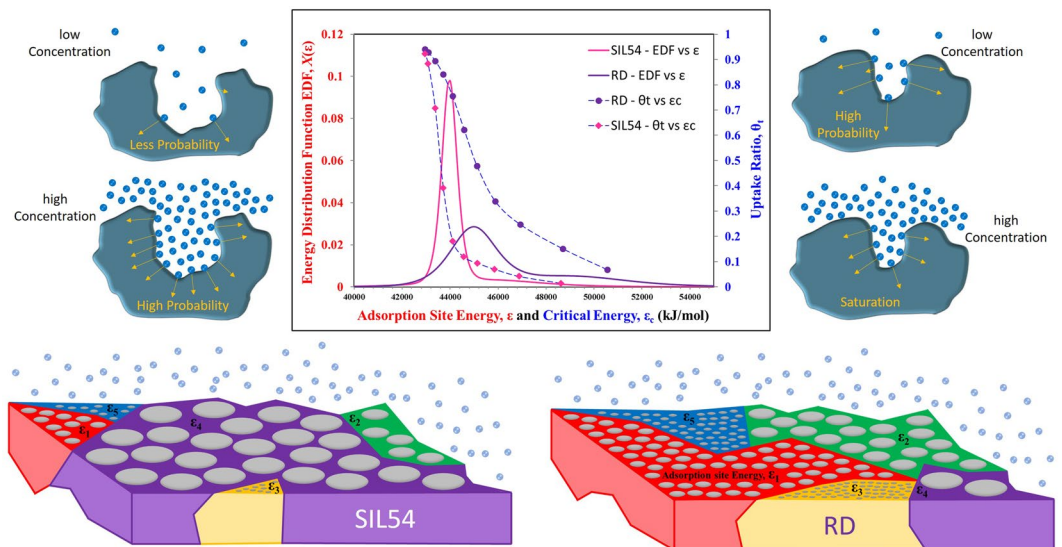 low
Concentration
Less Probability
high
Concentration
High Probability
Energy Distribution Function EDF, X(ε)
0.12
0.1
0.08
0.06
0.04
0.02
0
SIL54 - EDF vs ε
RD - EDF vs ε
RD - θt vs εc
SIL54 - θt vs εc
1
0.9
0.8
0.7
0.6
0.5
0.4
0.3
0.2
0.1
0
Uptake Ratio, θt
40000 42000 44000 46000 48000 50000 52000 54000
Adsorption Site Energy, ε and Critical Energy, εc (kJ/mol)
low
Concentration
High
Probability
high
Concentration
Saturation
ε5
ε1
ε4
ε2
ε3
SIL54
ε5
ε2
Adsorption site Energy, ε1
ε3
ε4
RD